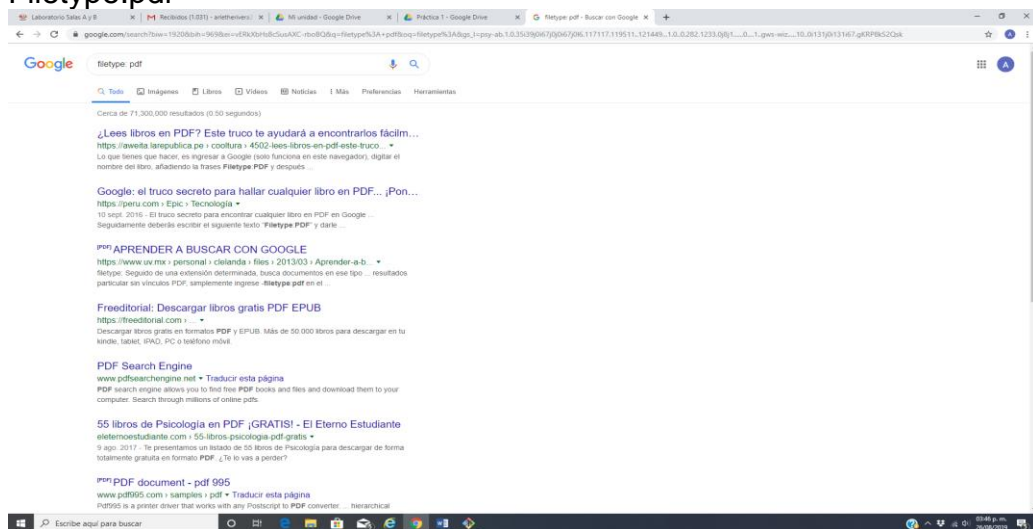 Filetype:pdf
Laboratorio Salas A y B
Recibidos (1.031) - arlethe
NII unidad - Google Drive
Práctica 1 - Google Drive
filetype pdf - Buscar con Google
Google
filetype: pdf
A
Todo Imágenes Libros Vídeos Noticias Más Preferencias Herramientas
Cerca de 71,300,000 resultados (0.50 segundos)
¿Lees libros en PDF? Este truco te ayudará a encontrarlos fácilm…
https://aweita.larepublica.pe › cooltura › 4502-lees-libros-en-pdf-este-truco...
Lo que tienes que hacer, es ingresar a Google (solo funciona en este navegador), digitar el
nombre del libro, añadiendo la frases Filetype:PDF y después ...
Google: el truco secreto para hallar cualquier libro en PDF... ¡Pon…
https://peru.com › Epic › Tecnología
10 sept. 2016 - El truco secreto para encontrar cualquier libro en PDF en Google ...
Seguidamente deberás escribir el siguiente texto "Filetype:PDF" y darle ...
[PDF] APRENDER A BUSCAR CON GOOGLE
https://www.uv.mx › personal › clelanda › files › 2013/03 › Aprender-a-b...
filetype: Seguido de una extensión determinada, busca documentos en ese tipo ... resultados
particular sin vínculos PDF, simplemente ingrese -filetype:pdf en el ...
Freeditorial: Descargar libros gratis PDF EPUB
https://freeditorial.com › ...
Descargar libros gratis en formatos PDF y EPUB. Más de 50.000 libros para descargar en tu
kindle, tablet, IPAD, PC o teléfono móvil.
PDF Search Engine
www.pdfsearchengine.net Traducir esta página
PDF search engine allows you to find free PDF books and files and download them to your
computer. Search through millions of online pdfs.
55 libros de Psicología en PDF ¡GRATIS! - El Eterno Estudiante
eleternoestudiante.com › 55-libros-psicologia-pdf-gratis
9 ago. 2017 - Te presentamos un listado de 55 libros de Psicología para descargar de forma
totalmente gratuita en formato PDF. ¿Te lo vas a perder?
[PDF] PDF document - pdf 995
www.pdf995.com › samples › pdf Traducir esta página
Pdf995 is a printer driver that works with any Postscript to PDF converter. ... hierarchical
Escribe aquí para buscar
03:46 p. m.
26/08/2019